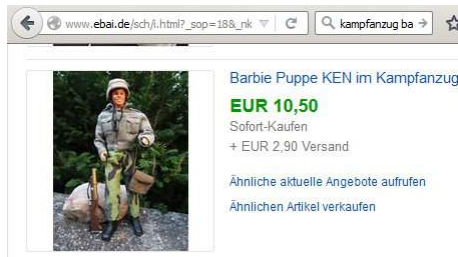 www.ebai.de/sch/i.html?_sop=18&_nk
kampfanzug ba
Barbie Puppe KEN im Kampfanzug
EUR 10,50
Sofort-Kaufen
+ EUR 2,90 Versand
Ähnliche aktuelle Angebote aufrufen
Ähnlichen Artikel verkaufen